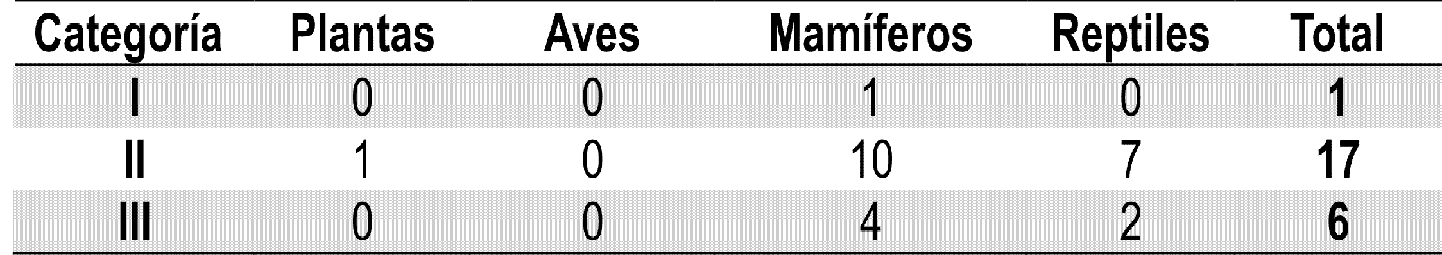 Categoría Plantas Aves Mamíferos Reptiles Total
I 0 0 1 0 1
II 1 0 10 7 17
III 0 0 4 2 6